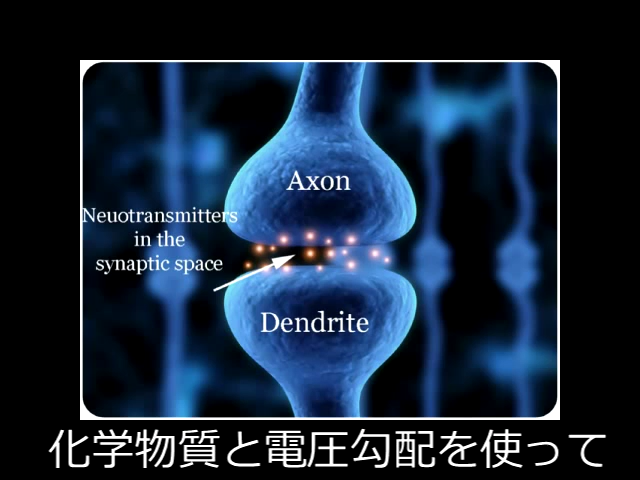 Axon
Neuotransmitters
in the
synaptic space
Dendrite
化学物質と電圧勾配を使って